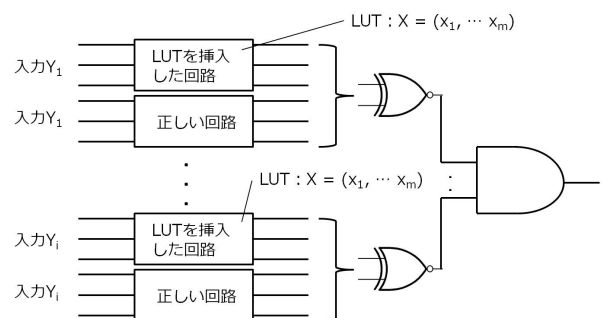 LUT : X = (x₁, … xₘ)
入力Y₁
LUTを挿入
した回路
入力Y₁
正しい回路
LUT : X = (x₁, … xₘ)
入力Yᵢ
LUTを挿入
した回路
入力Yᵢ
正しい回路